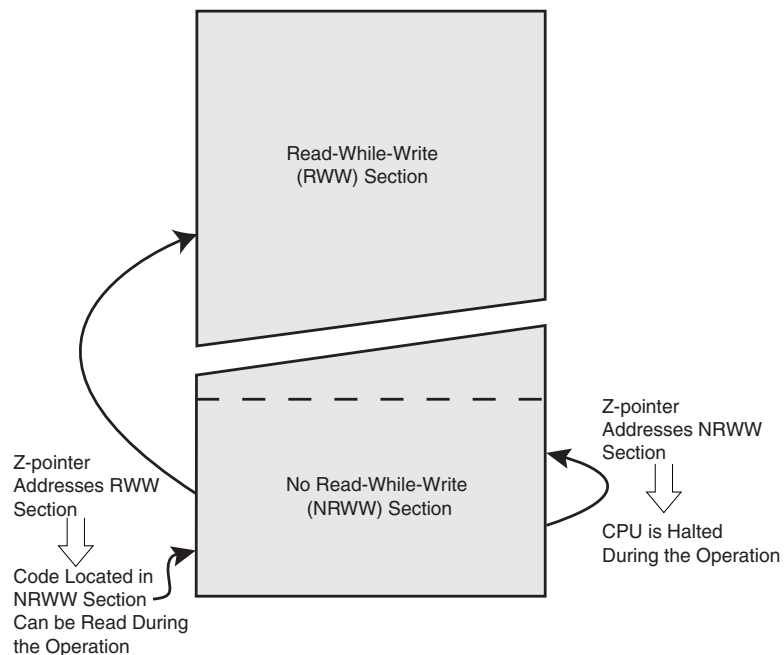 Read-While-Write
(RWW) Section
Z-pointer
Addresses RWW
Section
Code Located in
NRWW Section
Can be Read During
the Operation
No Read-While-Write
(NRWW) Section
Z-pointer
Addresses NRWW
Section
CPU is Halted
During the Operation